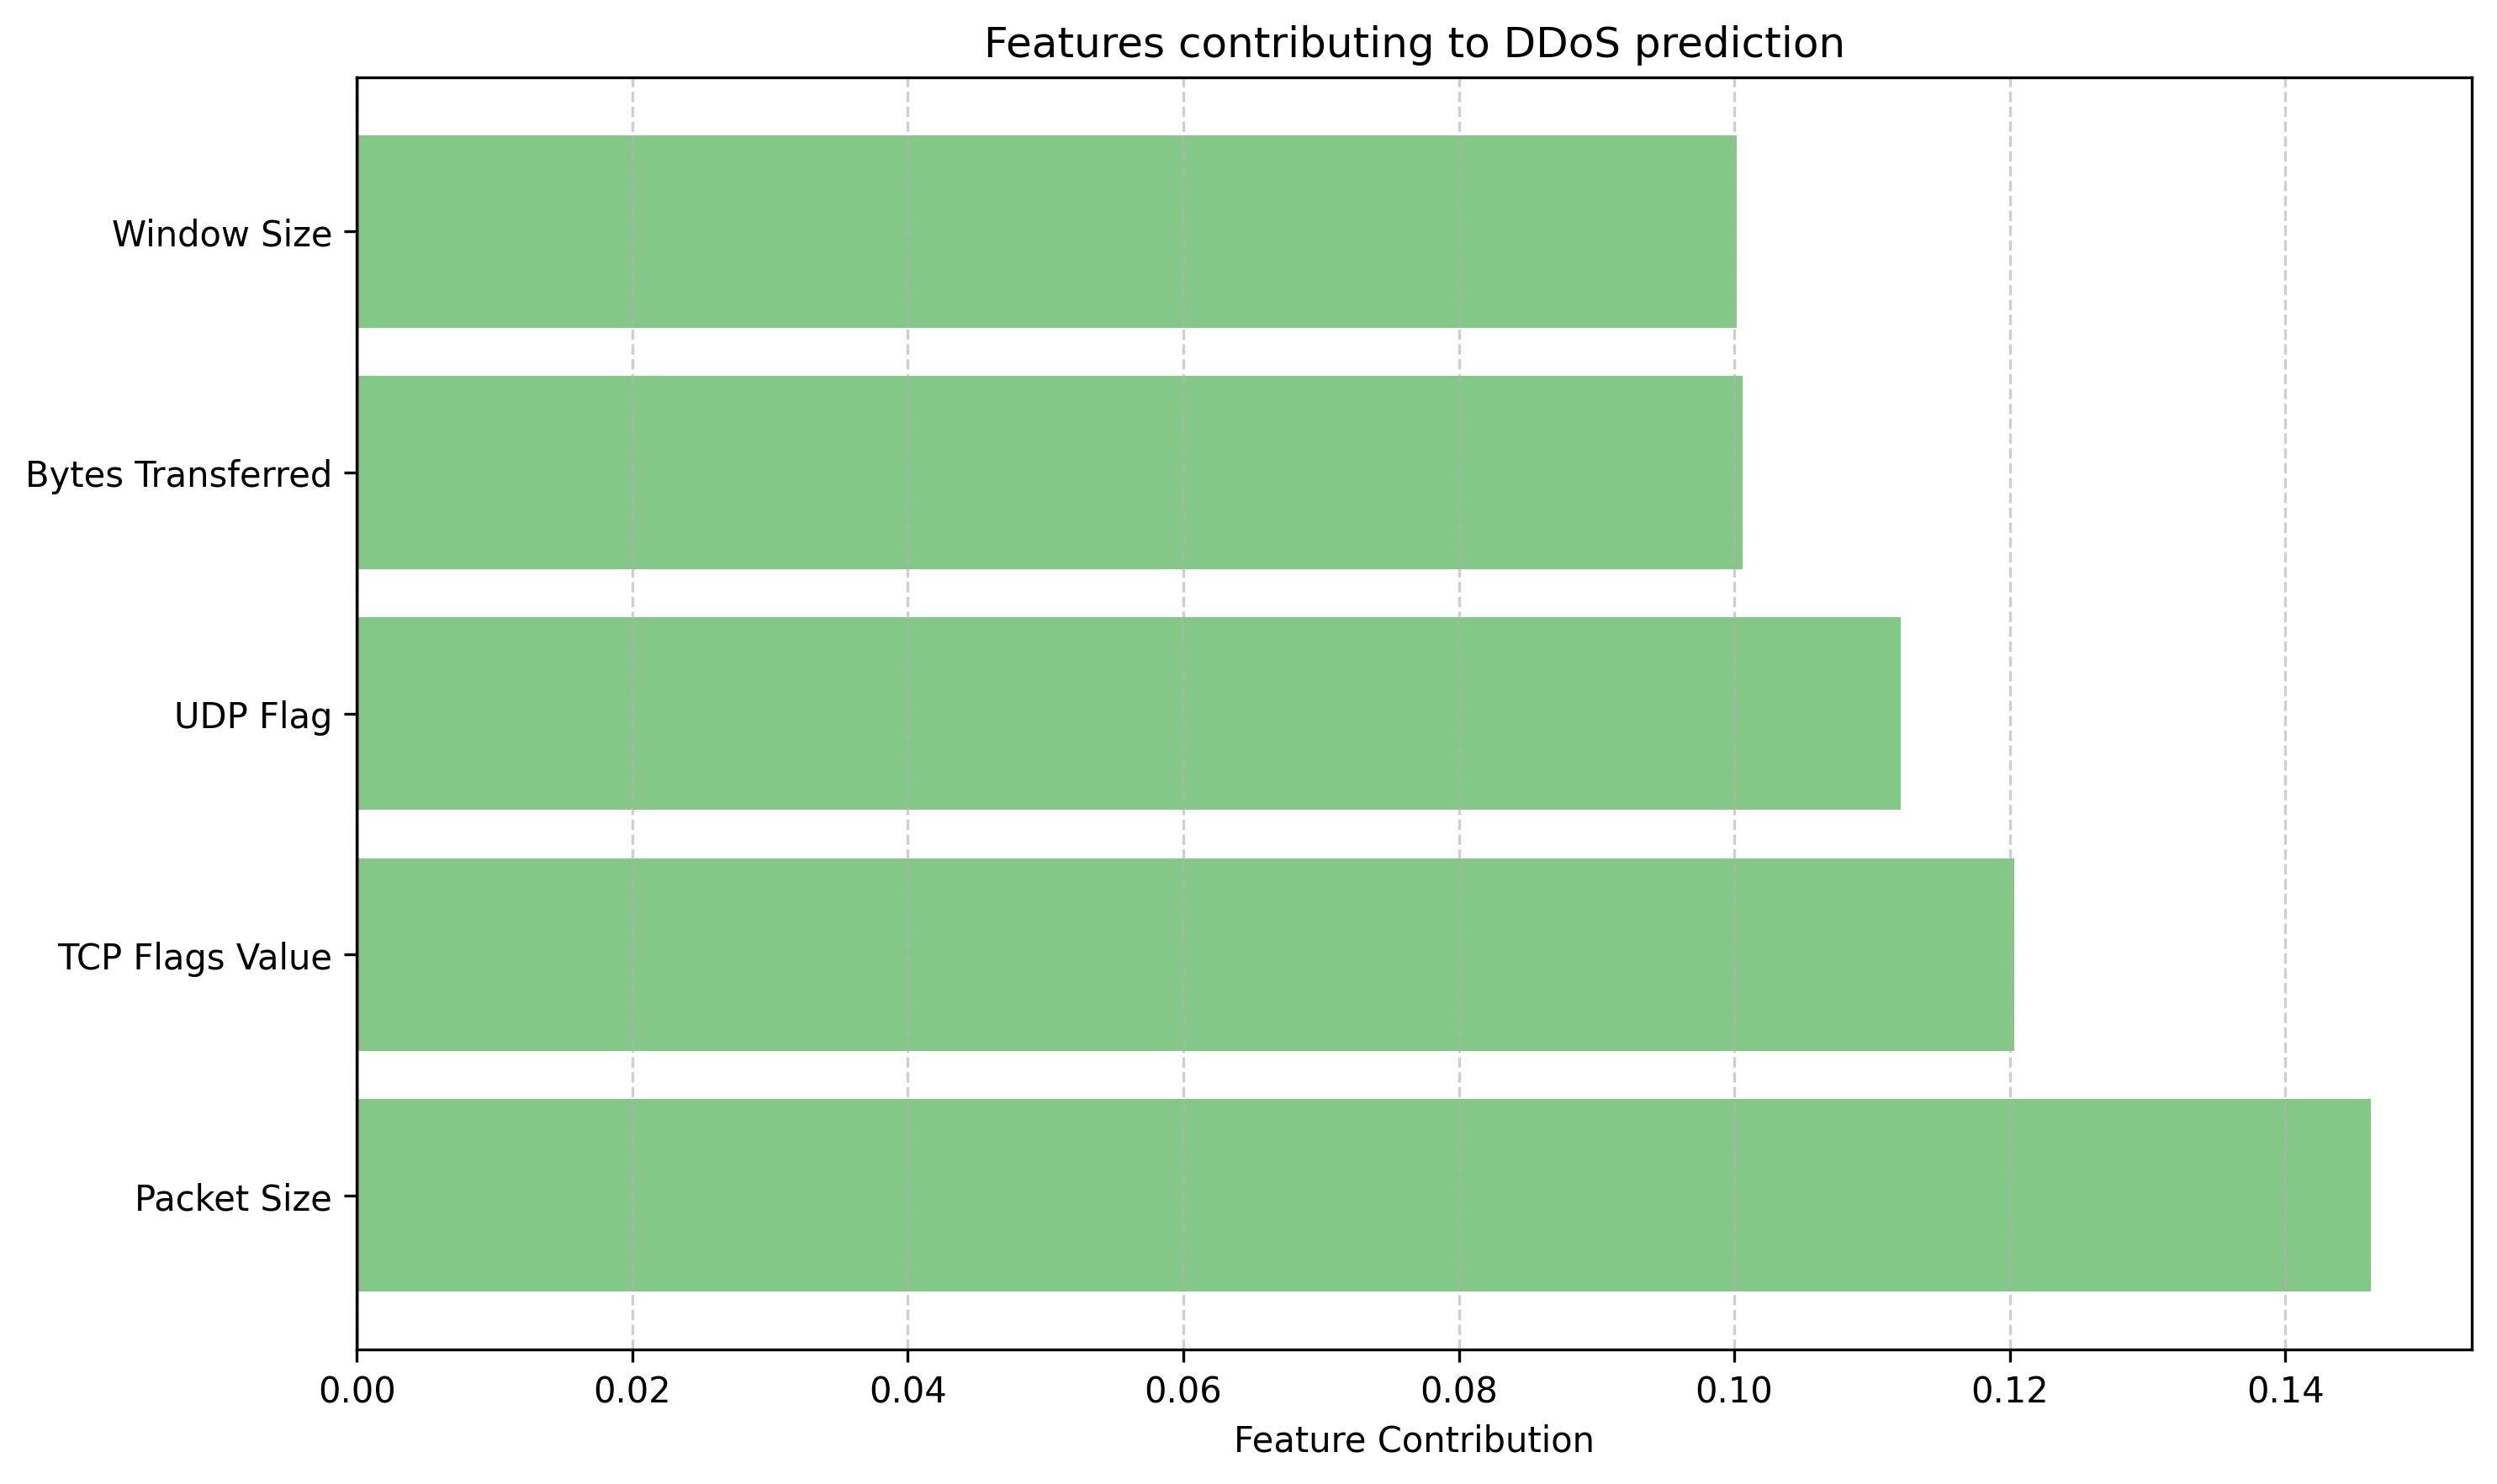 Features contributing to DDoS prediction
Window Size
Bytes Transferred
UDP Flag
TCP Flags Value
Packet Size
0.00 0.02 0.04 0.06 0.08 0.10 0.12 0.14
Feature Contribution